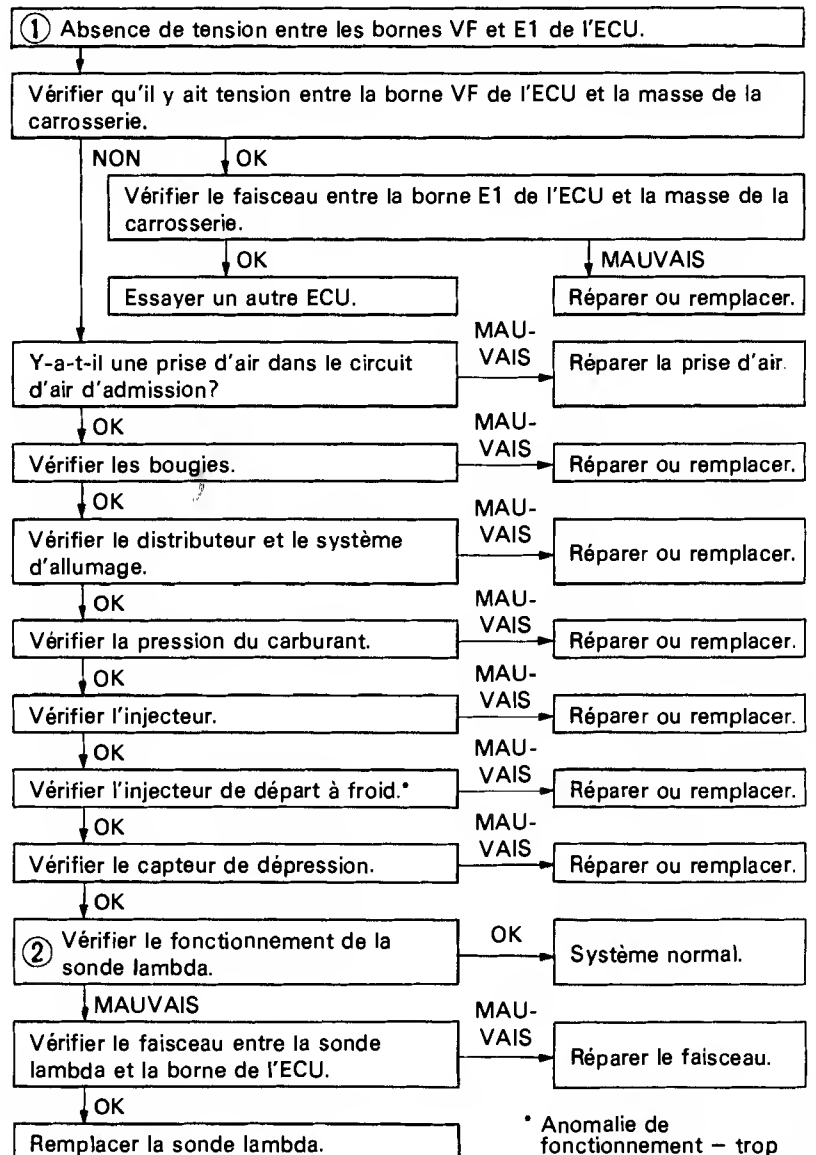 ① Absence de tension entre les bornes VF et E1 de l'ECU.
Vérifier qu'il y ait tension entre la borne VF de l'ECU et la masse de la
carrosserie.
NON
OK
Vérifier le faisceau entre la borne E1 de l'ECU et la masse de la
carrosserie.
OK
MAUVAIS
Essayer un autre ECU.
Réparer ou remplacer.
Y-a-t-il une prise d'air dans le circuit
d'air d'admission?
MAU-
VAIS
Réparer la prise d'air.
OK
Vérifier les bougies.
MAU-
VAIS
Réparer ou remplacer.
OK
Vérifier le distributeur et le système
d'allumage.
MAU-
VAIS
Réparer ou remplacer.
OK
Vérifier la pression du carburant.
MAU-
VAIS
Réparer ou remplacer.
OK
Vérifier l'injecteur.
MAU-
VAIS
Réparer ou remplacer.
OK
Vérifier l'injecteur de départ à froid.*
MAU-
VAIS
Réparer ou remplacer.
OK
Vérifier le capteur de dépression.
MAU-
VAIS
Réparer ou remplacer.
OK
② Vérifier le fonctionnement de la
sonde lambda.
OK
Système normal.
MAUVAIS
Vérifier le faisceau entre la sonde
lambda et la borne de l'ECU.
MAU-
VAIS
Réparer le faisceau.
OK
Remplacer la sonde lambda.
* Anomalie de
fonctionnement – trop